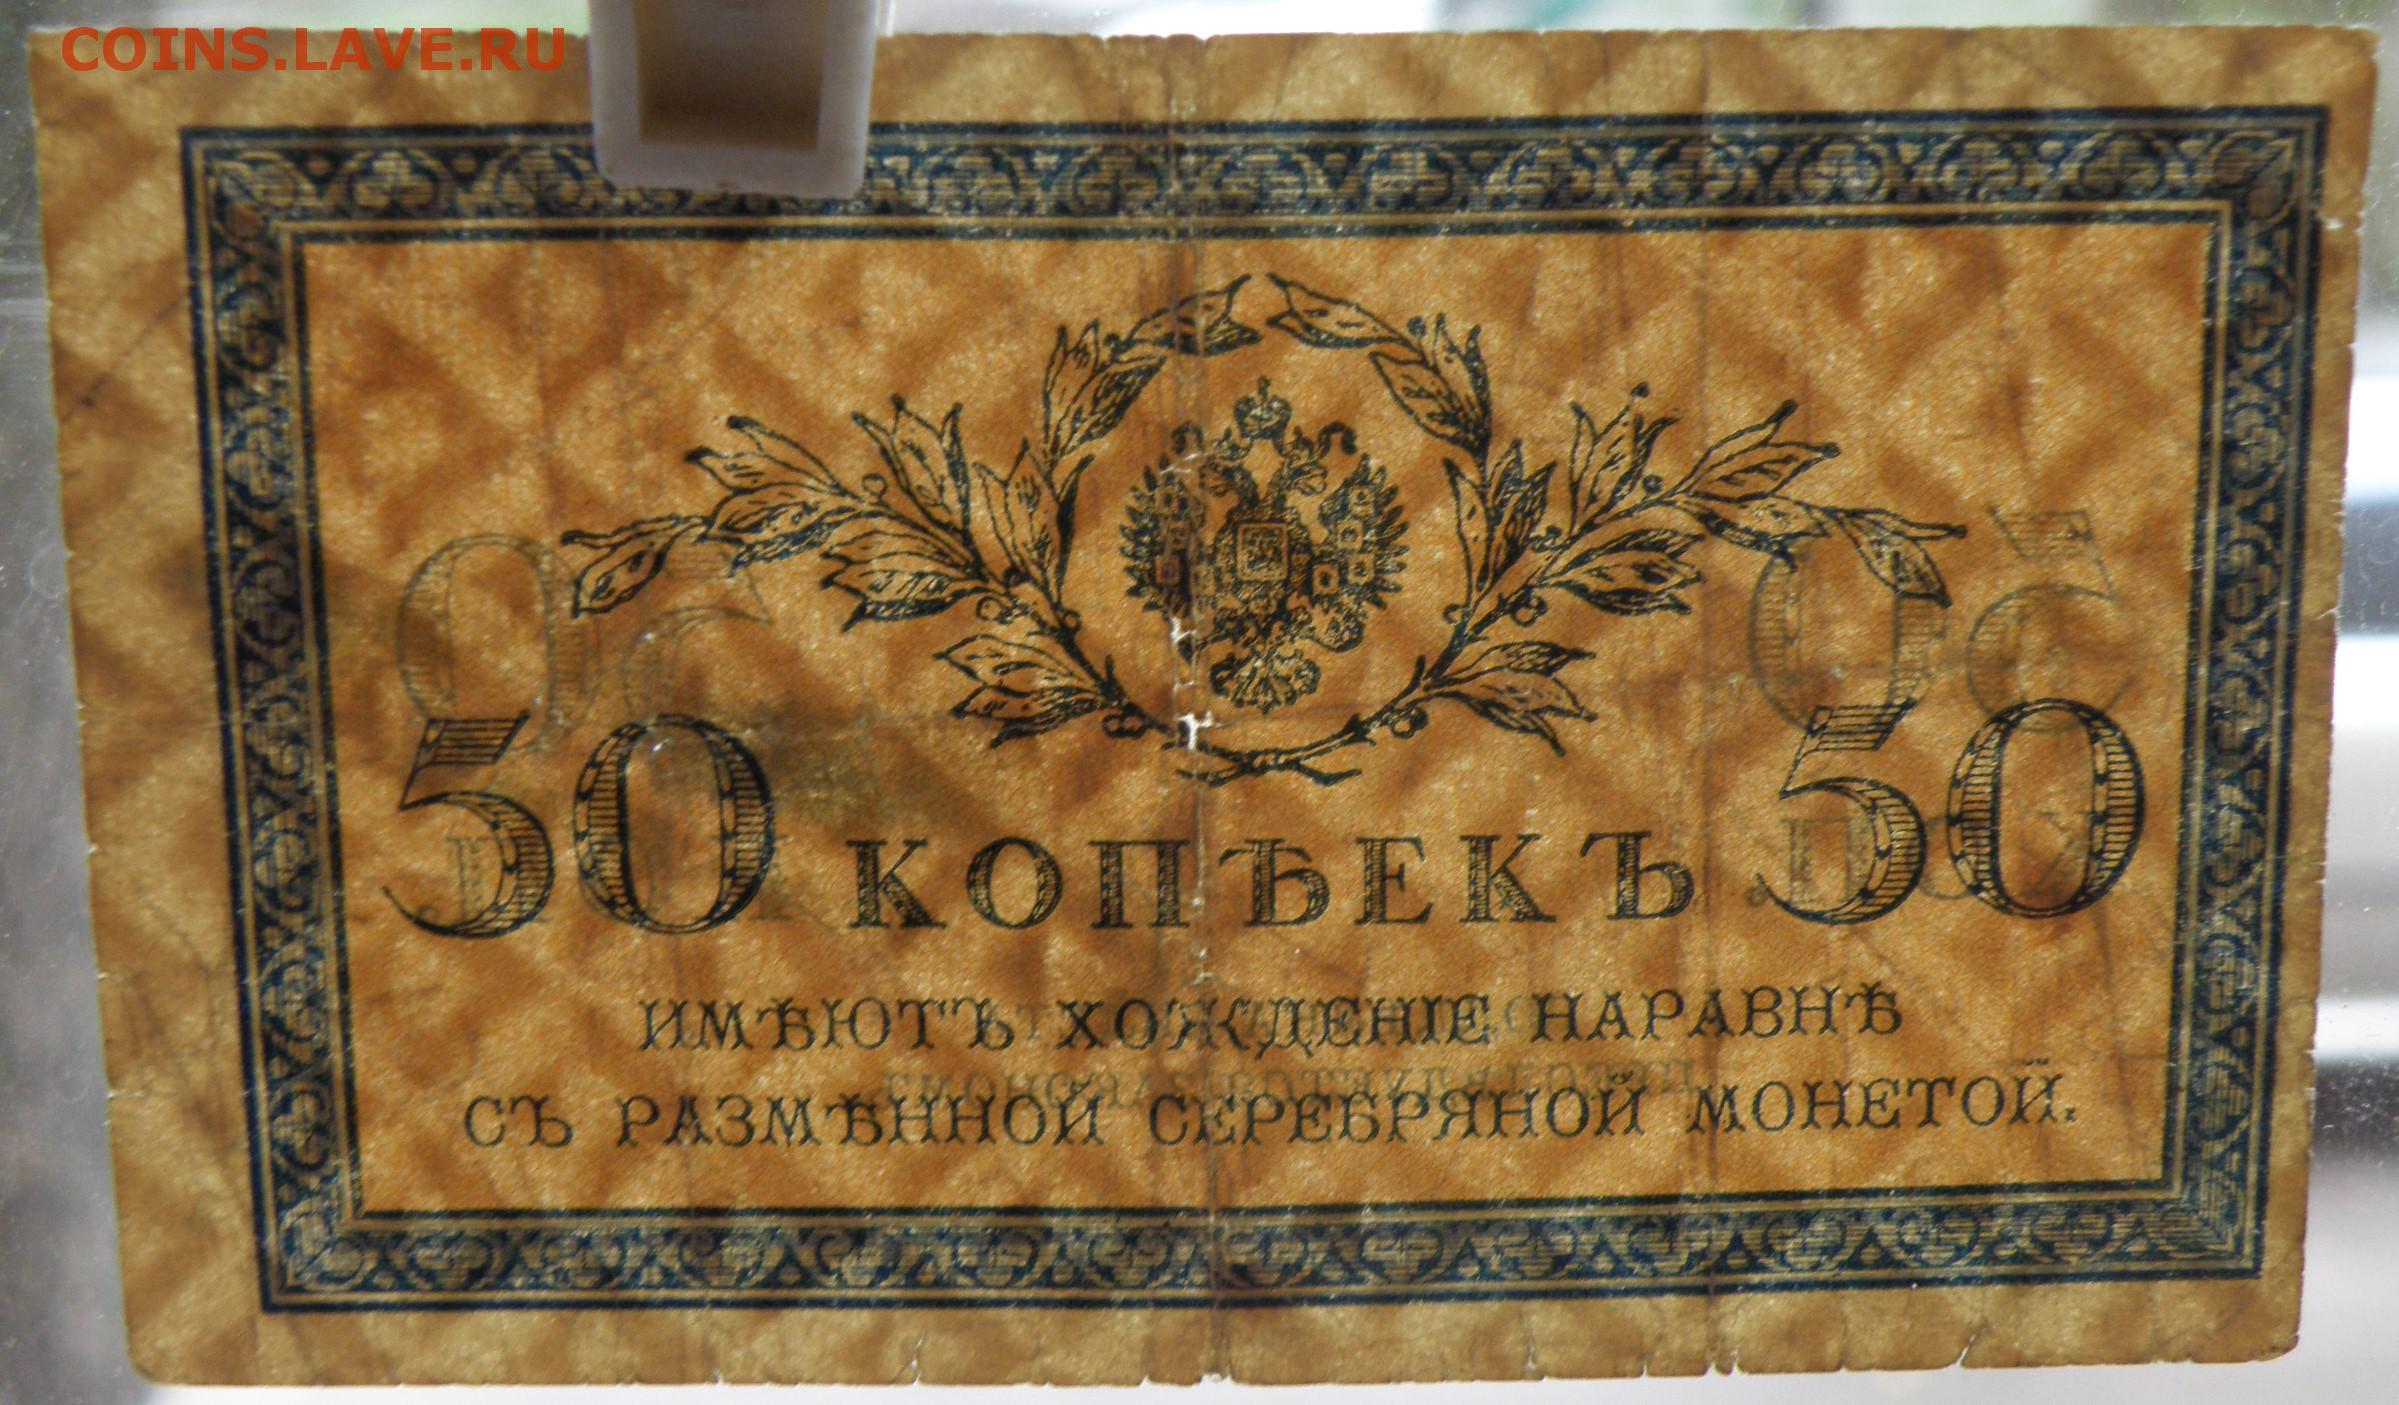 COINS.LAVE.RU
50 КОПѢЕКЪ 50
ИМѢЮТЪ ХОЖДЕНІЕ НАРАВНѢ
СЪ РАЗМѢННОЙ СЕРЕБРЯНОЙ МОНЕТОЙ.